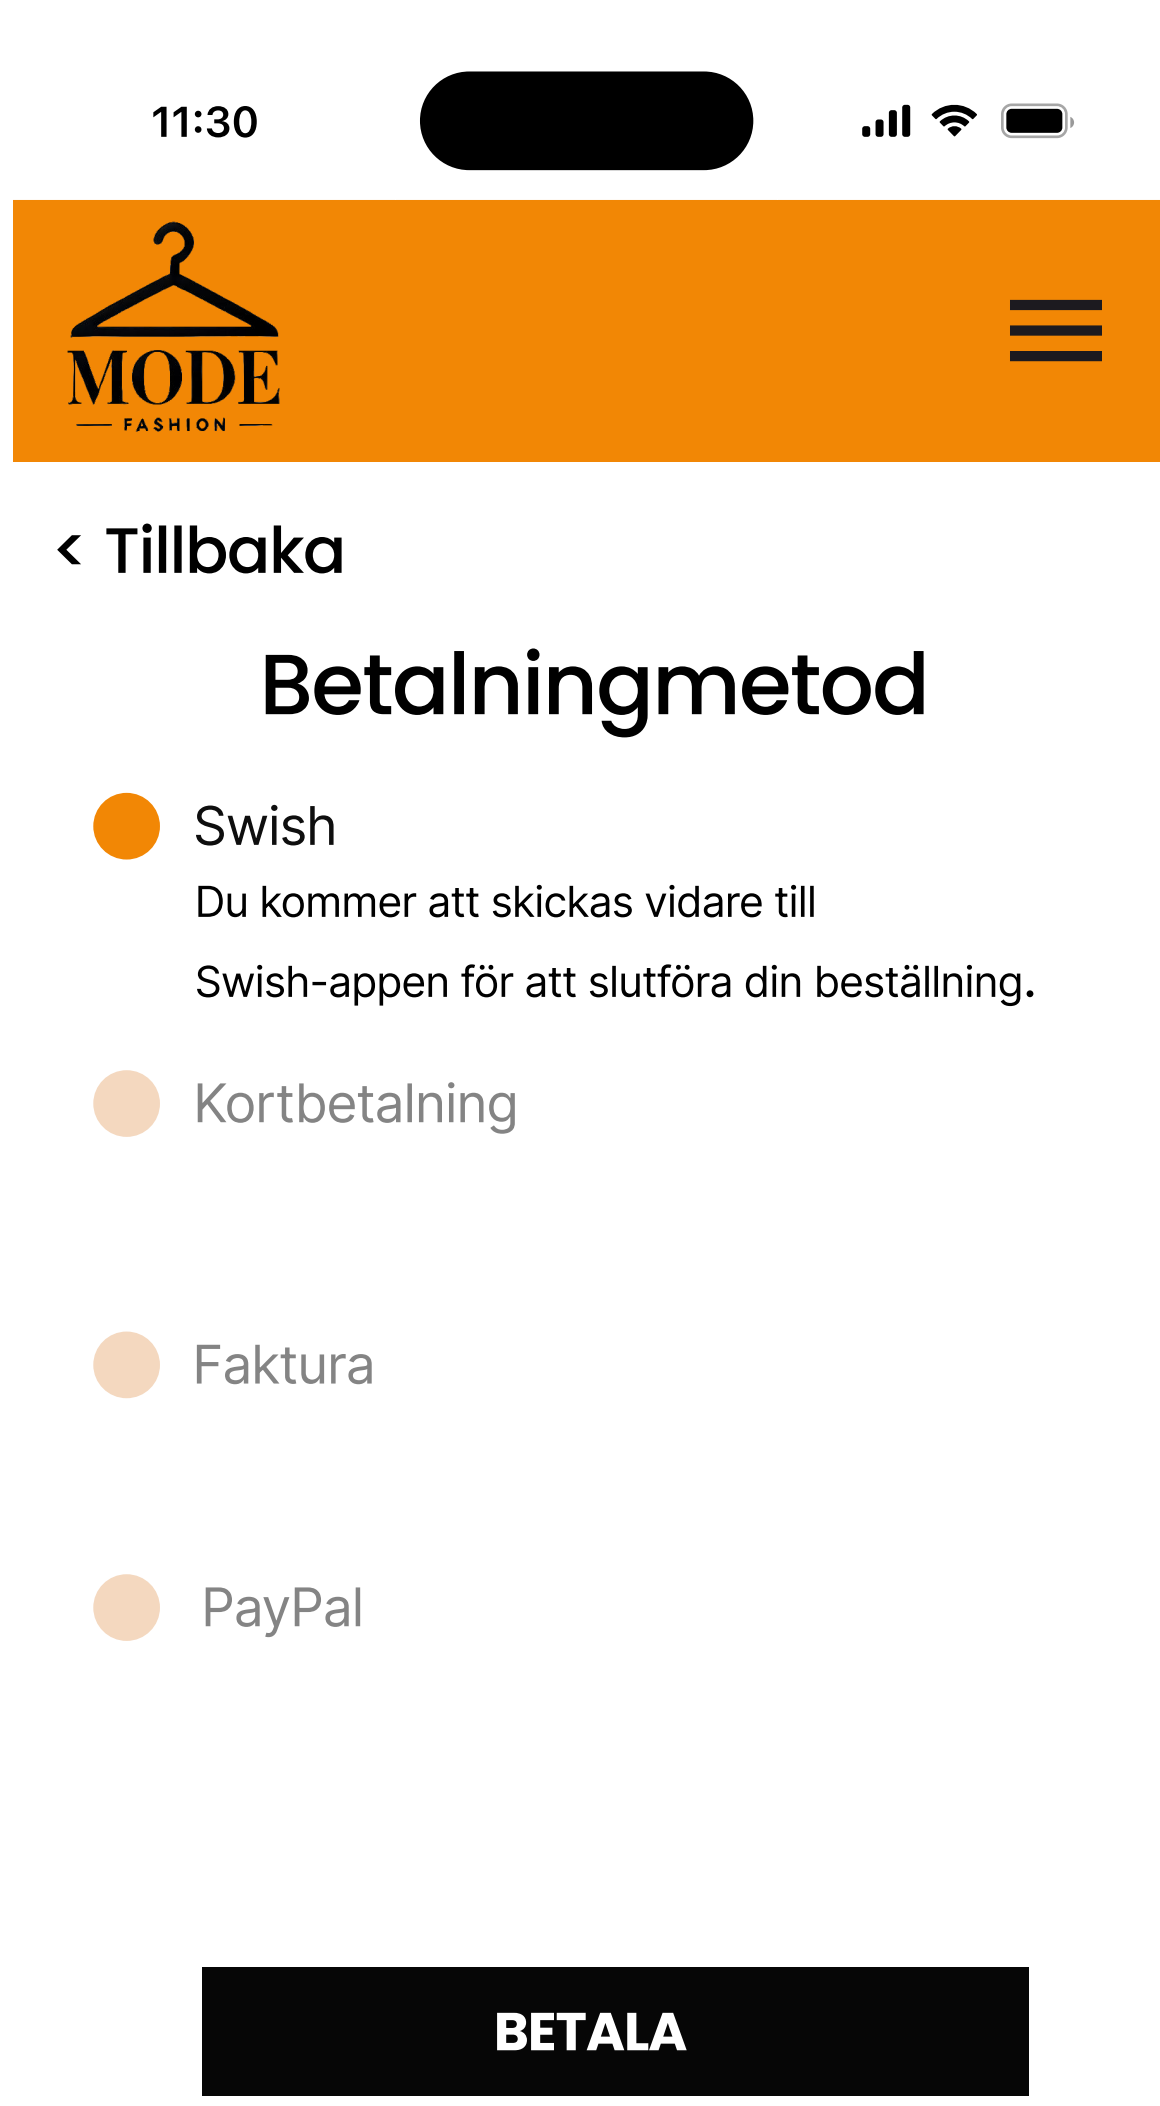 11:30
MODE
FASHION
< Tillbaka
Betalningmetod
Swish
Du kommer att skickas vidare till
Swish-appen för att slutföra din beställning.
Kortbetalning
Faktura
PayPal
BETALA